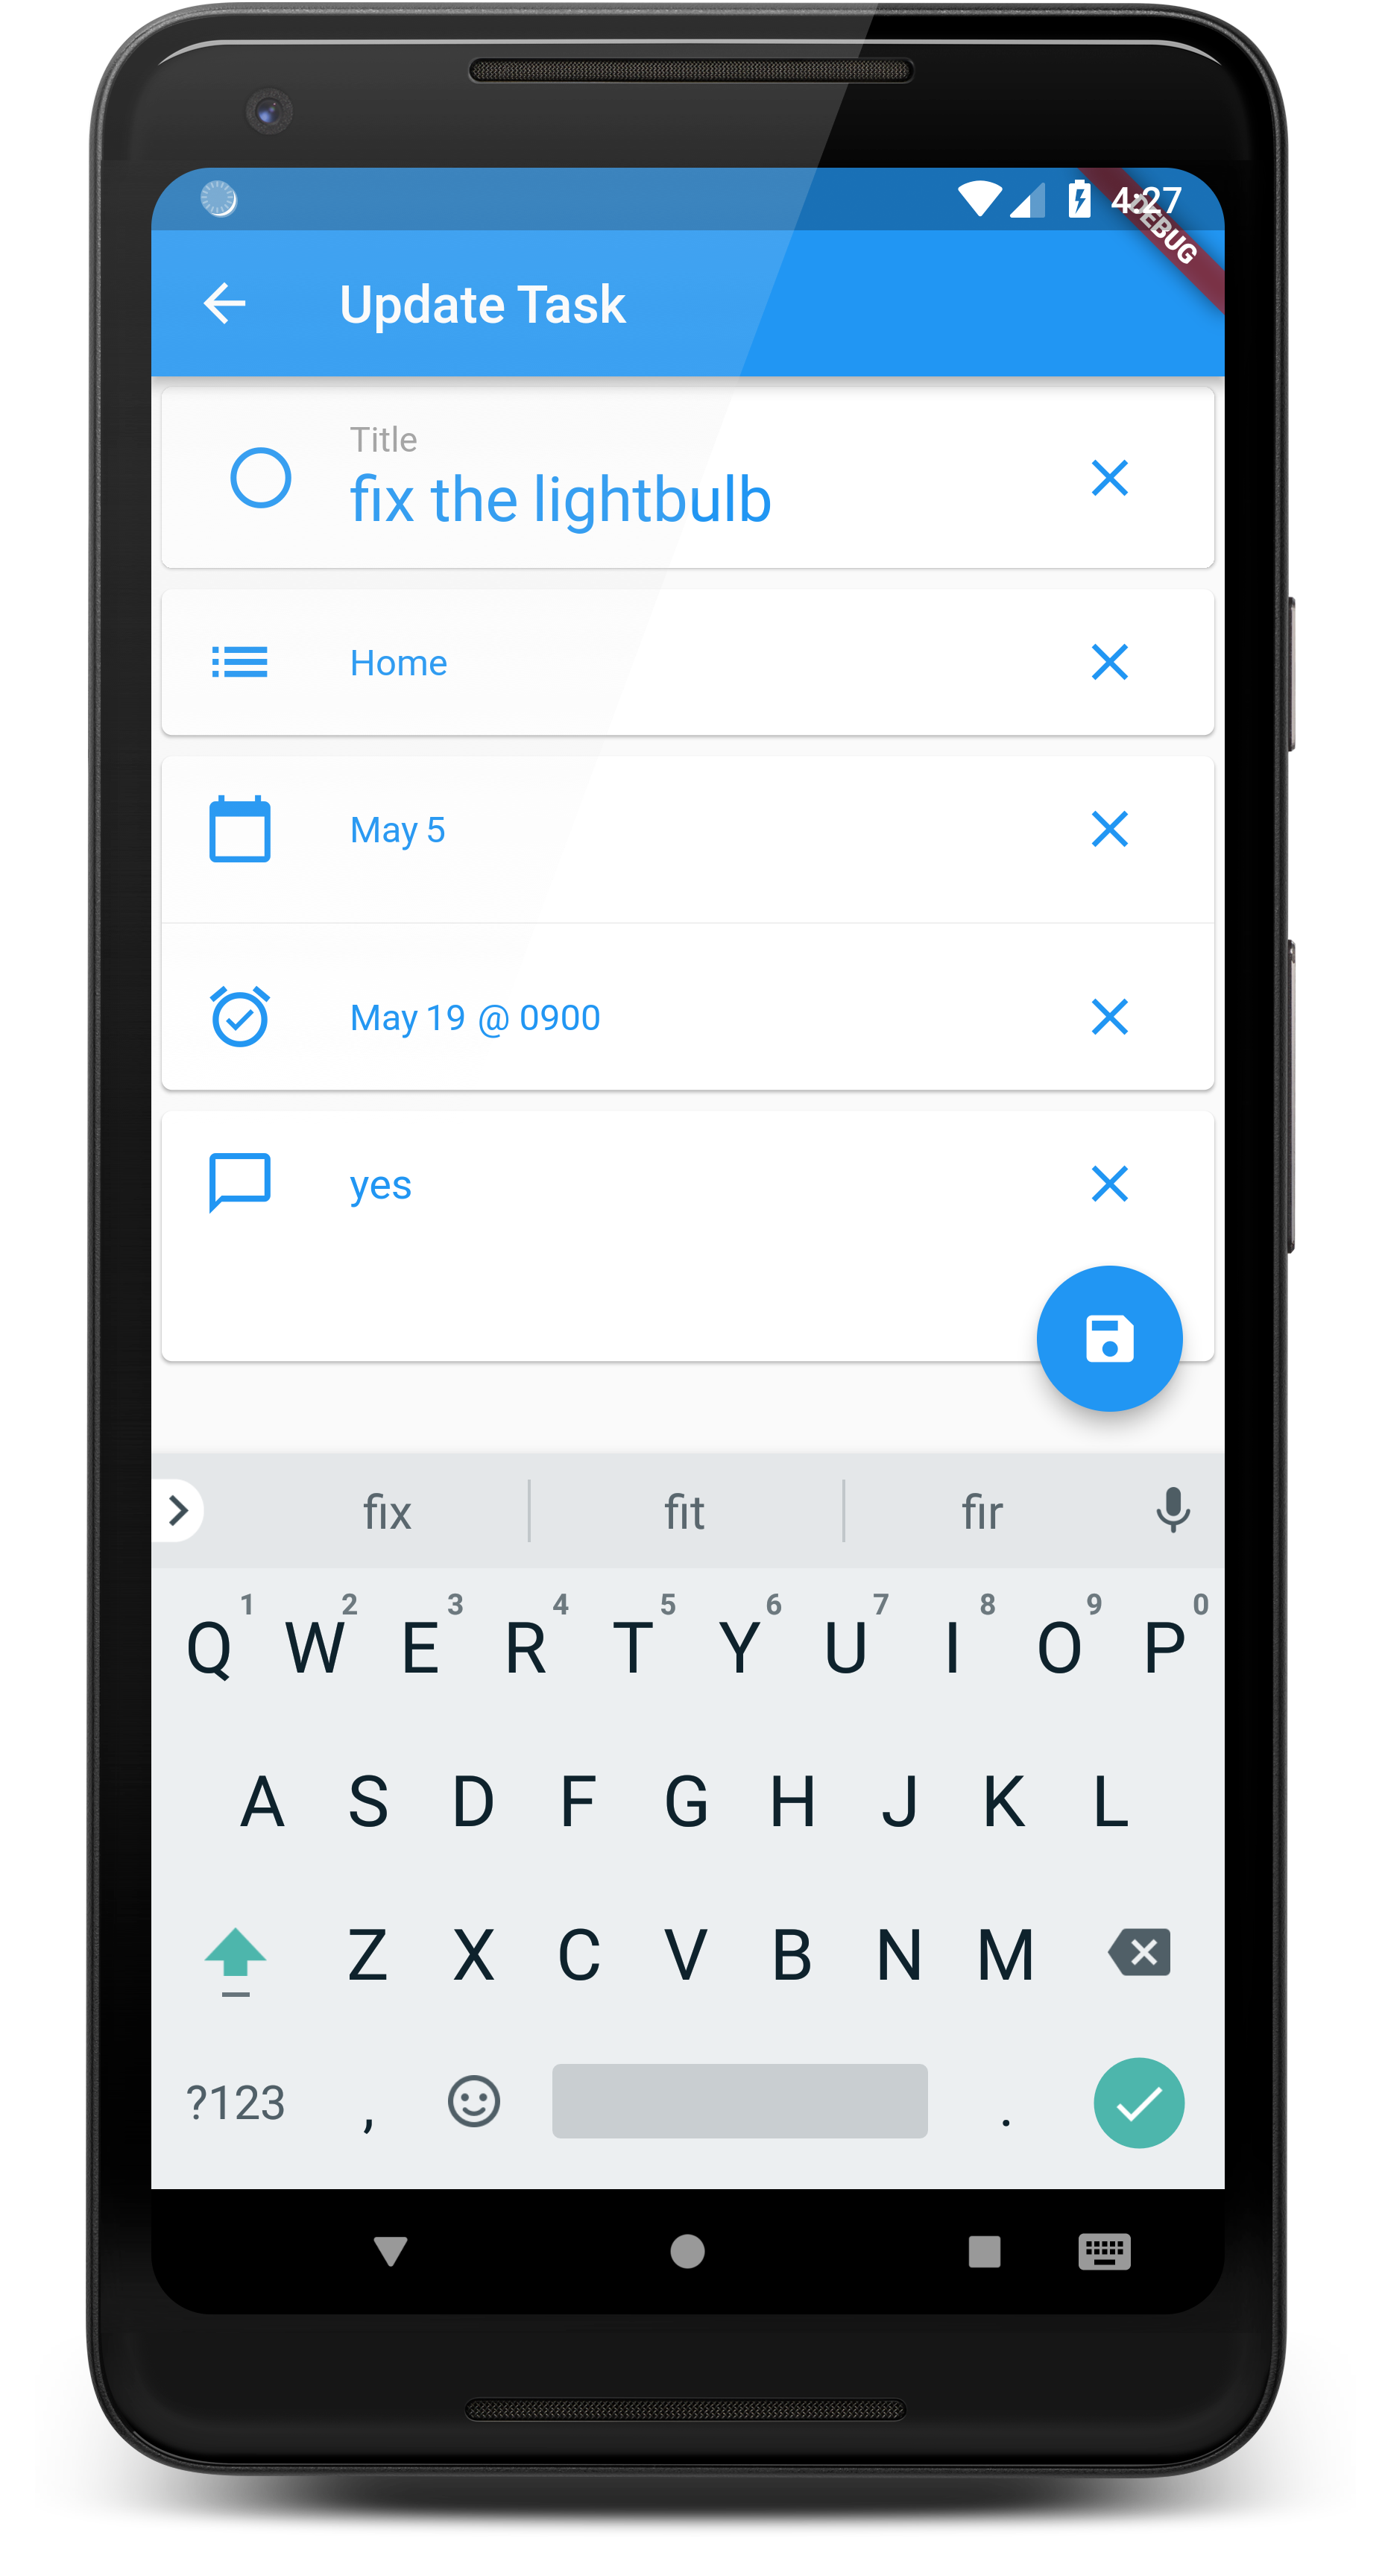 4:27
DEBUG
Update Task
Title
fix the lightbulb
Home
May 5
May 19 @ 0900
yes
fix fit fir
1 2 3 4 5 6 7 8 9 0
Q W E R T Y U I O P
A S D F G H J K L
Z X C V B N M
?123 , .